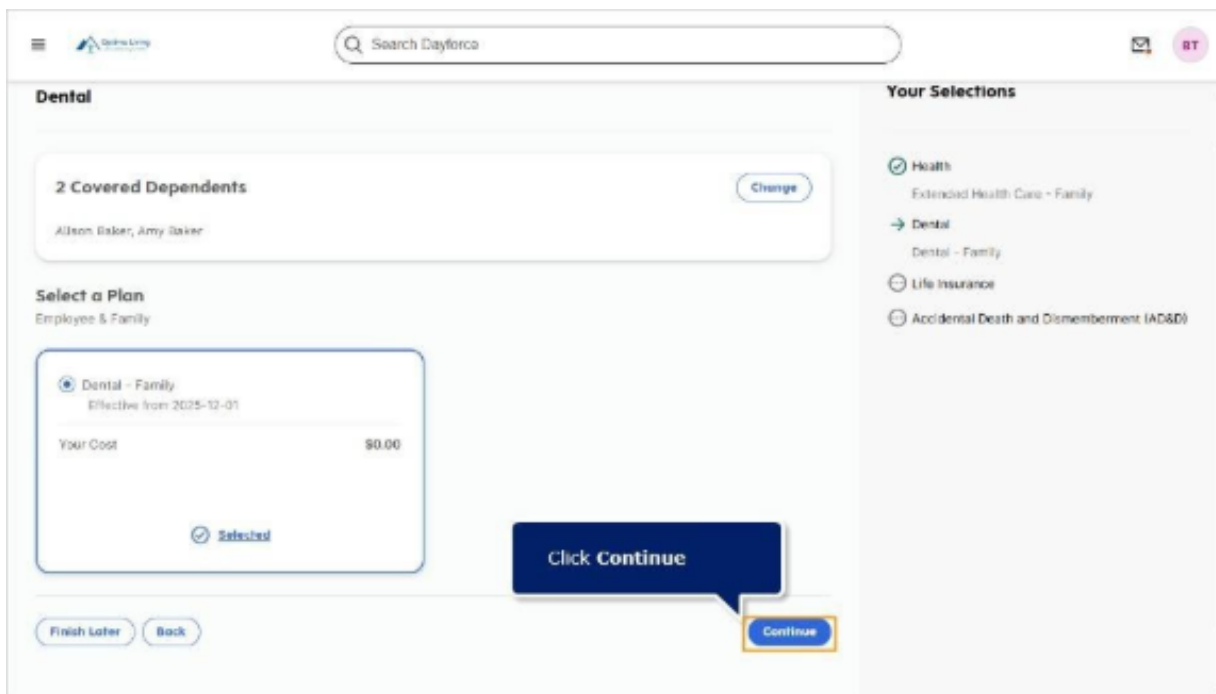 Search Dayforce
BT
Dental
2 Covered Dependents
Change
Alison Baker, Amy Baker
Select a Plan
Employee & Family
Dental - Family
Effective from 2025-12-01
Your Cost $0.00
Selected
Click Continue
Finish Later
Back
Continue
Your Selections
Health
Extended Health Care - Family
Dental
Dental - Family
Life Insurance
Accidental Death and Dismemberment (AD&D)